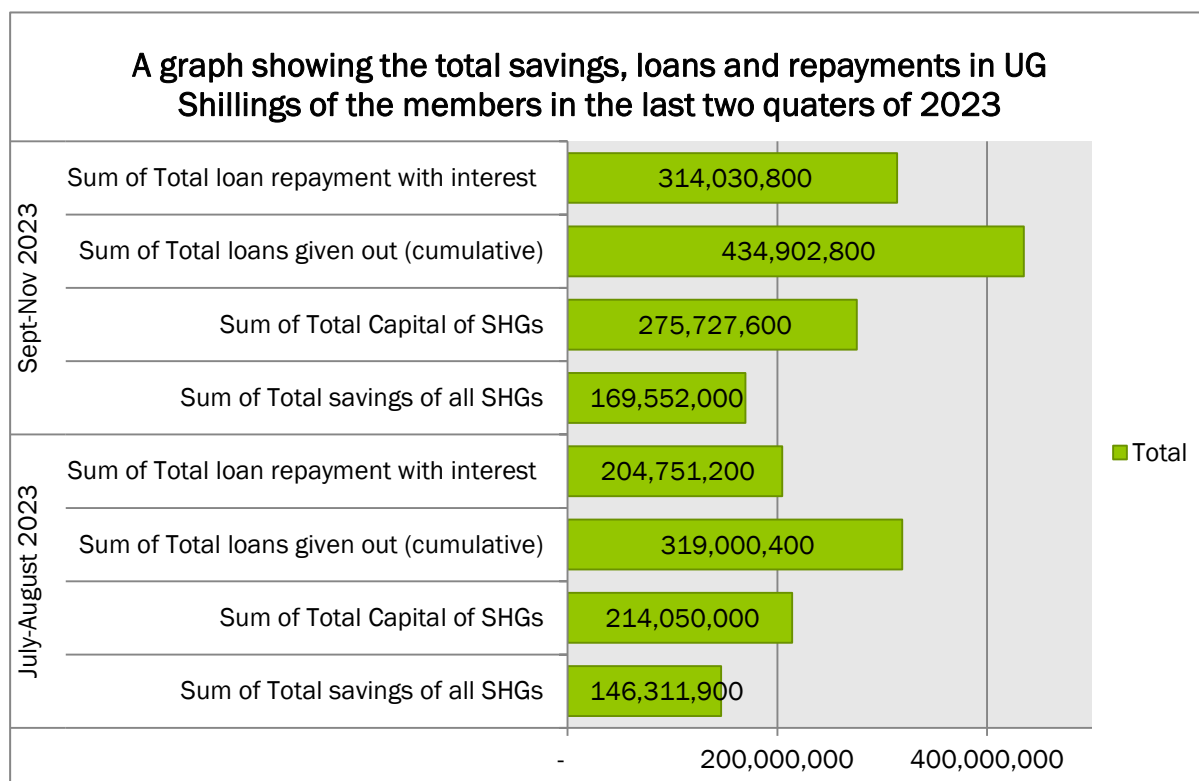 A graph showing the total savings, loans and repayments in UG
Shillings of the members in the last two quaters of 2023
Sept-Nov 2023
Sum of Total loan repayment with interest
314,030,800
Sum of Total loans given out (cumulative)
434,902,800
Sum of Total Capital of SHGs
275,727,600
Sum of Total savings of all SHGs
169,552,000
July-August 2023
Sum of Total loan repayment with interest
204,751,200
Sum of Total loans given out (cumulative)
319,000,400
Sum of Total Capital of SHGs
214,050,000
Sum of Total savings of all SHGs
146,311,900
Total
- 200,000,000 400,000,000